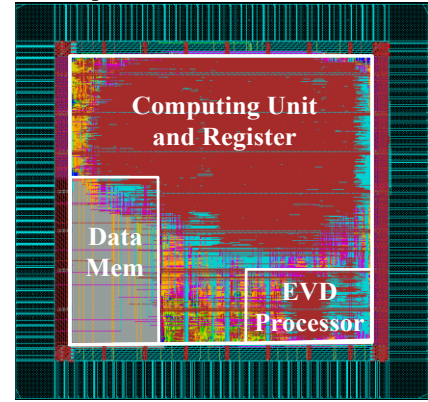 Computing Unit
and Register
Data
Mem
EVD
Processor